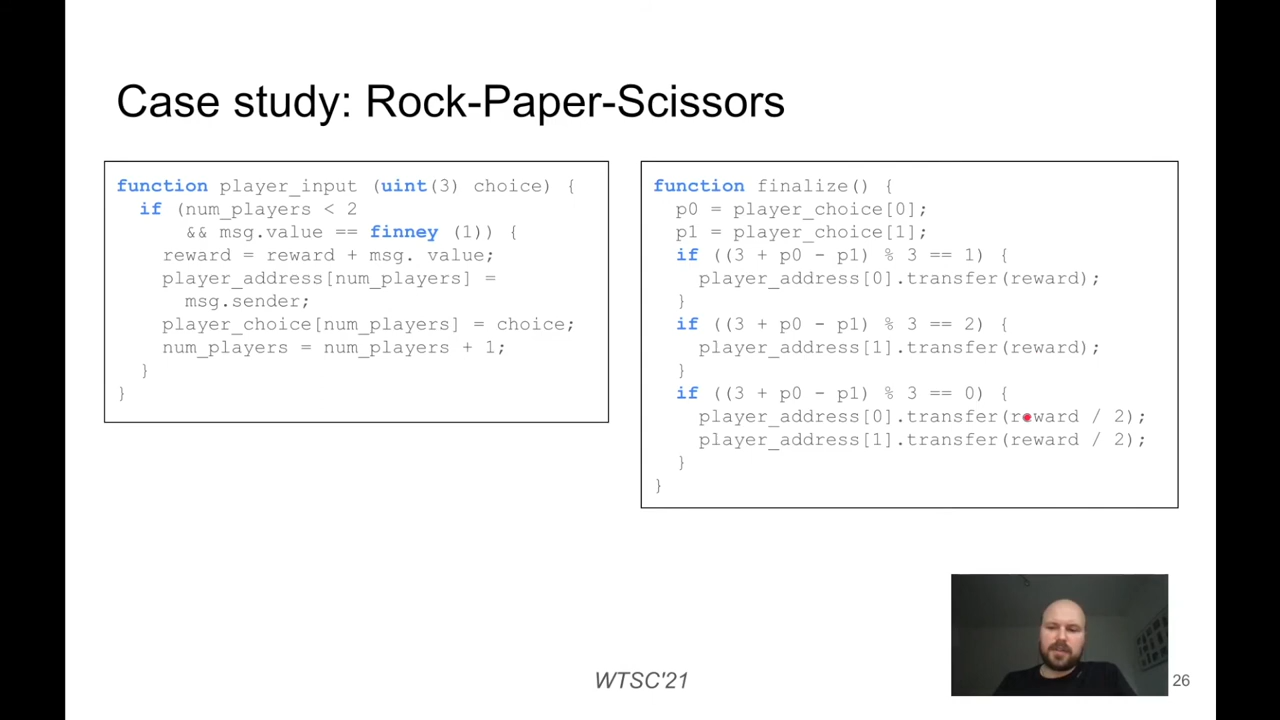 Case study: Rock-Paper-Scissors
function player_input (uint(3) choice) {
if (num_players < 2
&& msg.value == finney (1)) {
reward = reward + msg. value;
player_address[num_players] =
msg.sender;
player_choice[num_players] = choice;
num_players = num_players + 1;
}
}
function finalize() {
p0 = player_choice[0];
p1 = player_choice[1];
if ((3 + p0 - p1) % 3 == 1) {
player_address[0].transfer(reward);
}
if ((3 + p0 - p1) % 3 == 2) {
player_address[1].transfer(reward);
}
if ((3 + p0 - p1) % 3 == 0) {
player_address[0].transfer(reward / 2);
player_address[1].transfer(reward / 2);
}
}
WTSC'21
26